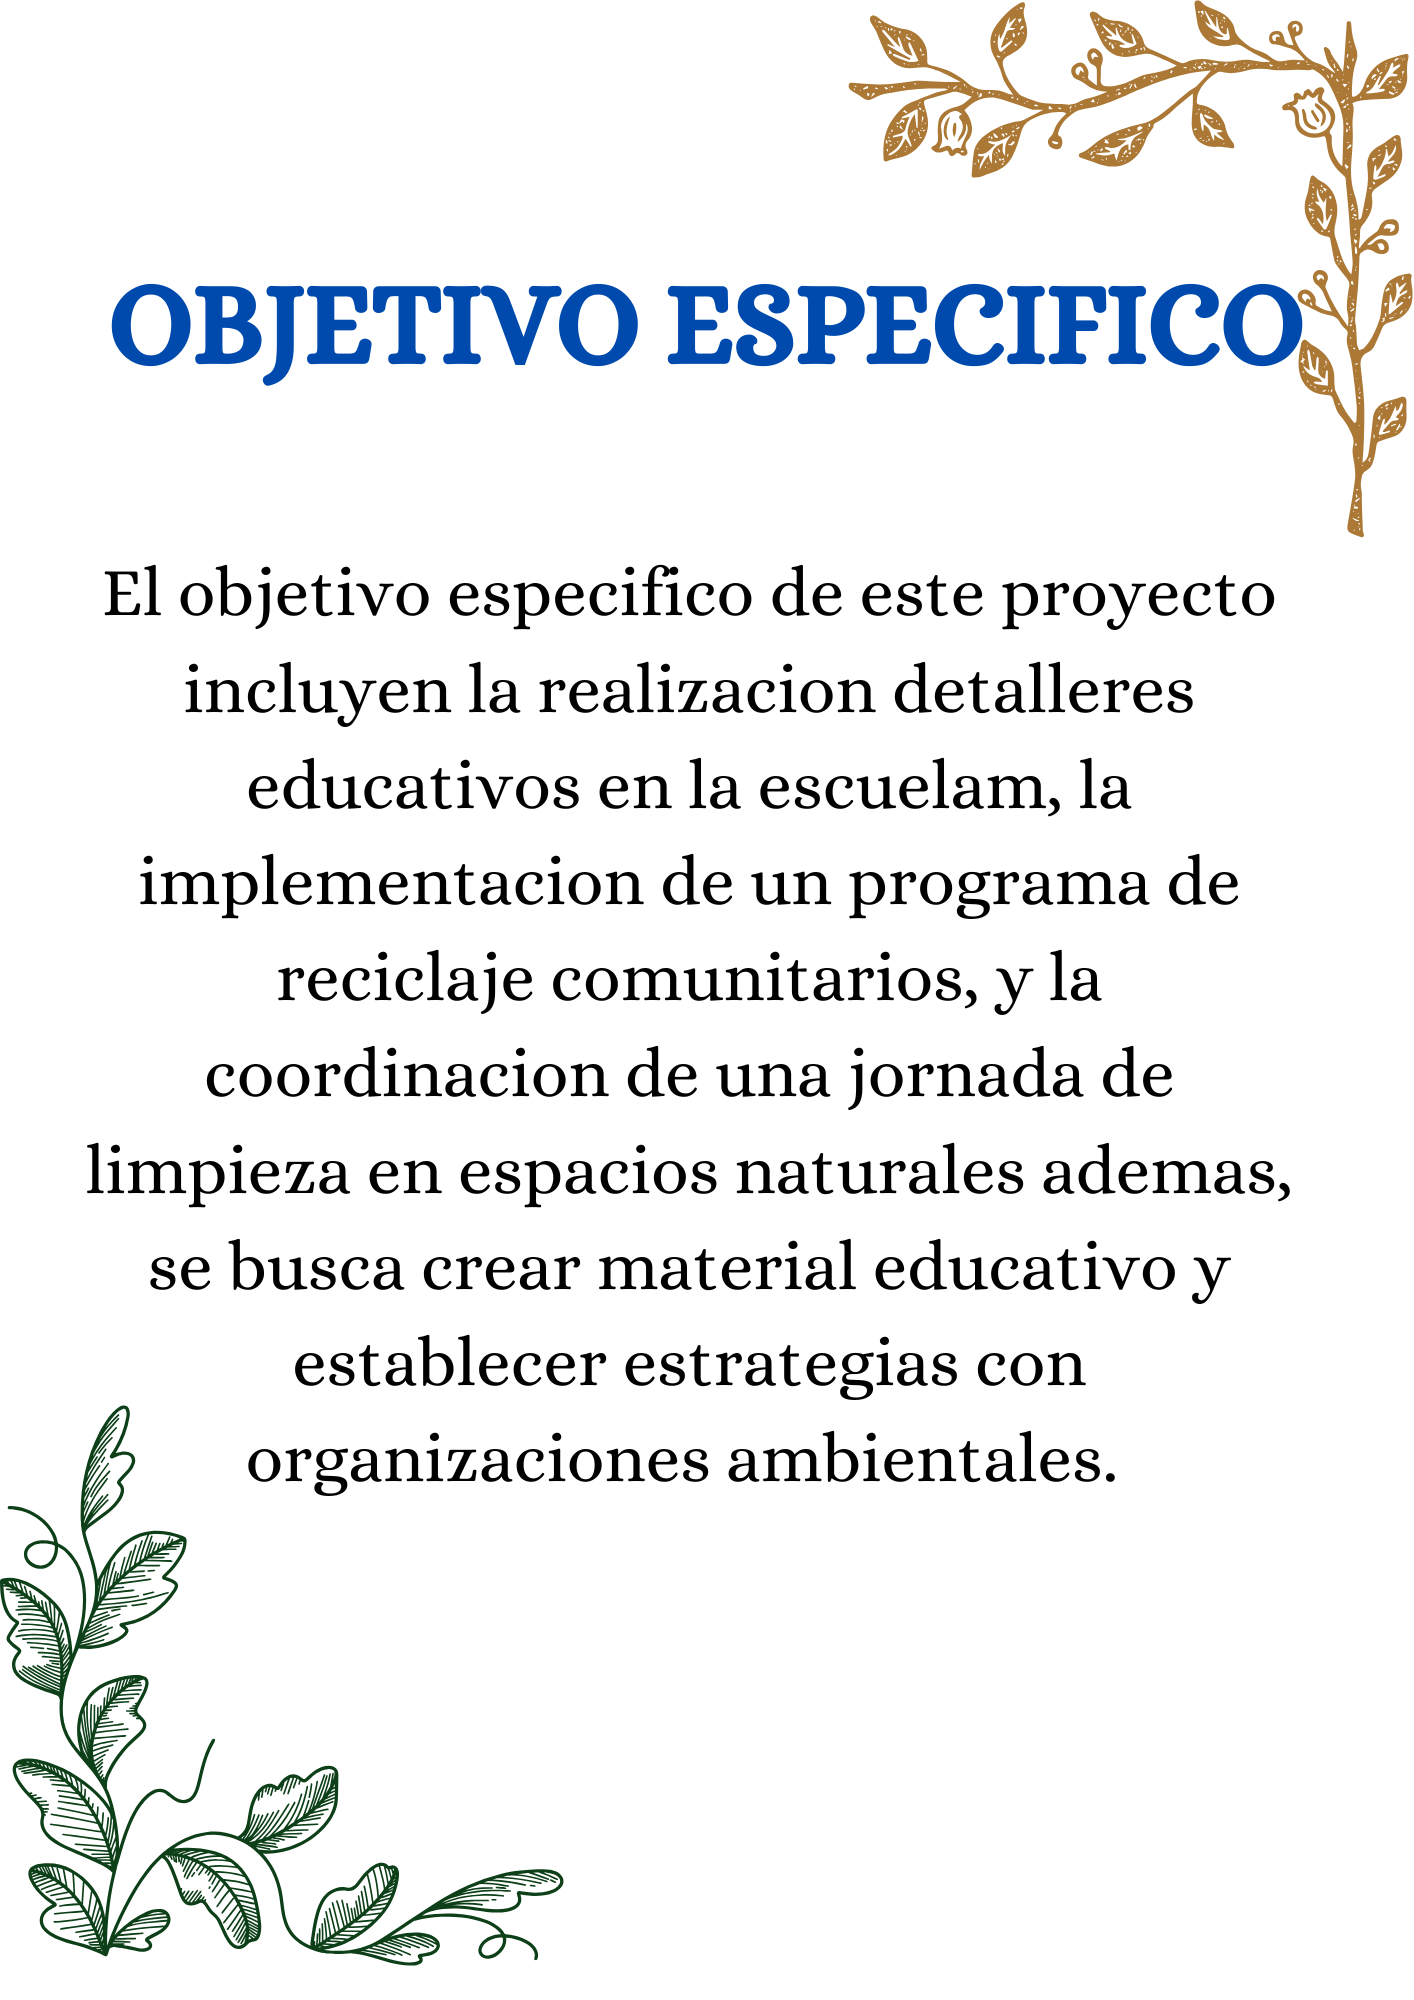 OBJETIVO ESPECIFICO
El objetivo especifico de este proyecto
incluyen la realizacion detalleres
educativos en la escuelam, la
implementacion de un programa de
reciclaje comunitarios, y la
coordinacion de una jornada de
limpieza en espacios naturales ademas,
se busca crear material educativo y
establecer estrategias con
organizaciones ambientales.